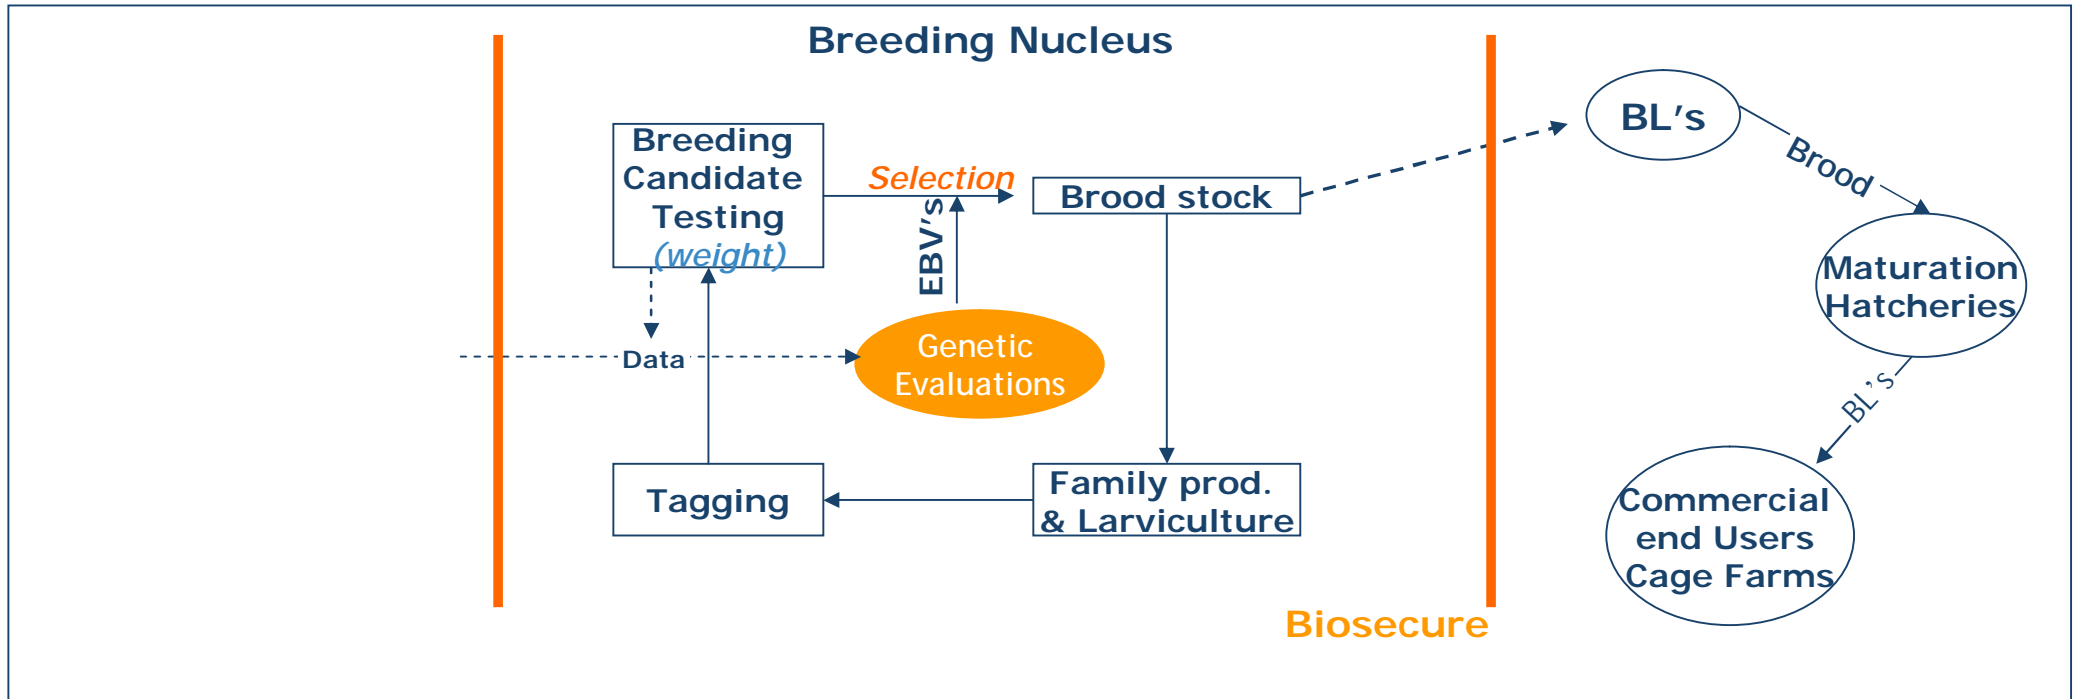 Breeding Nucleus
Breeding
Candidate
Testing
(weight)
Selection
EBV's
Brood stock
BL's
Brood
Maturation
Hatcheries
Data
Genetic
Evaluations
BL's
Tagging
Family prod.
& Larviculture
Commercial
end Users
Cage Farms
Biosecure